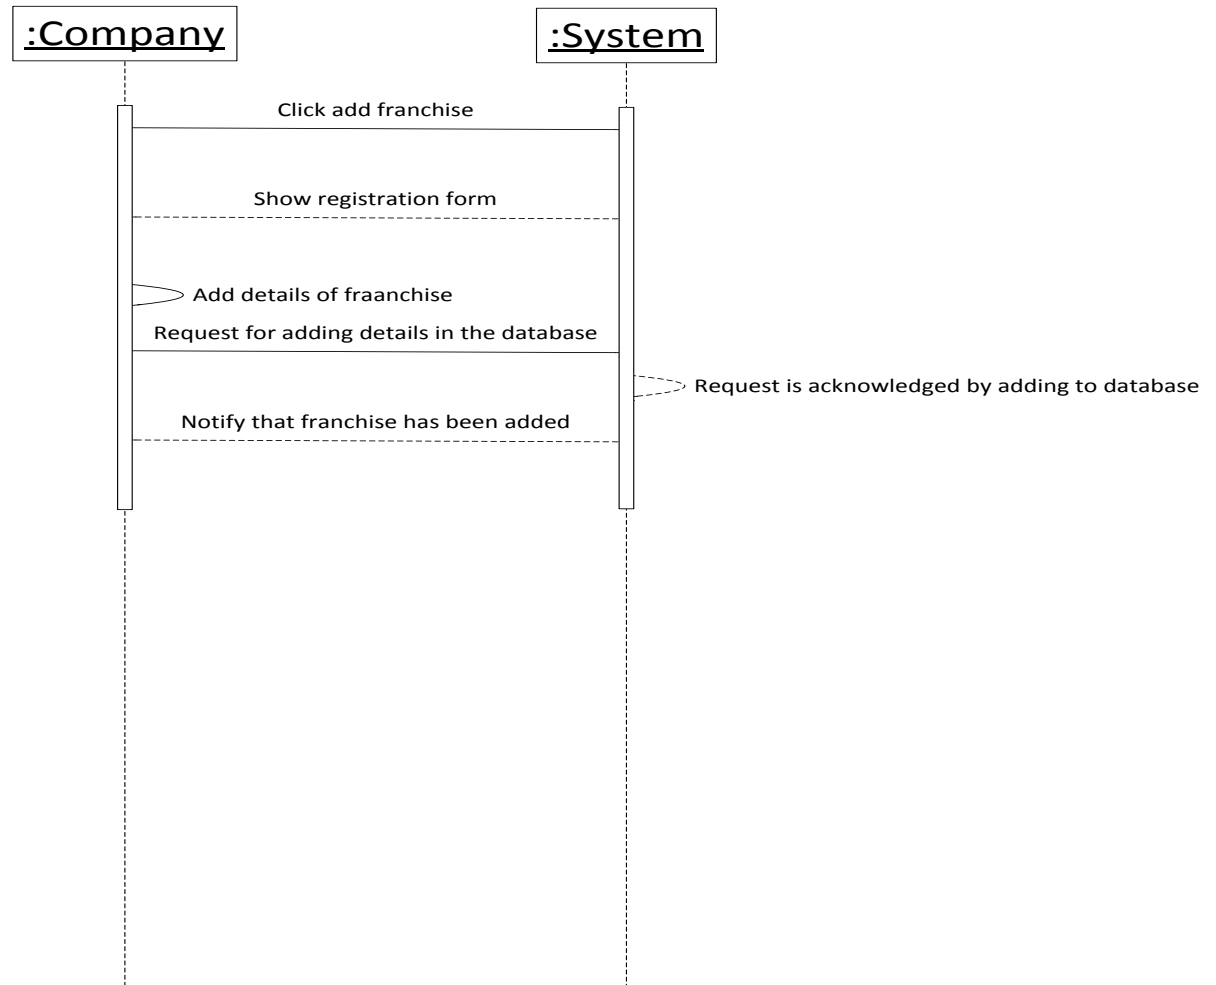 :Company
:System
Click add franchise
Show registration form
Add details of fraanchise
Request for adding details in the database
Request is acknowledged by adding to database
Notify that franchise has been added